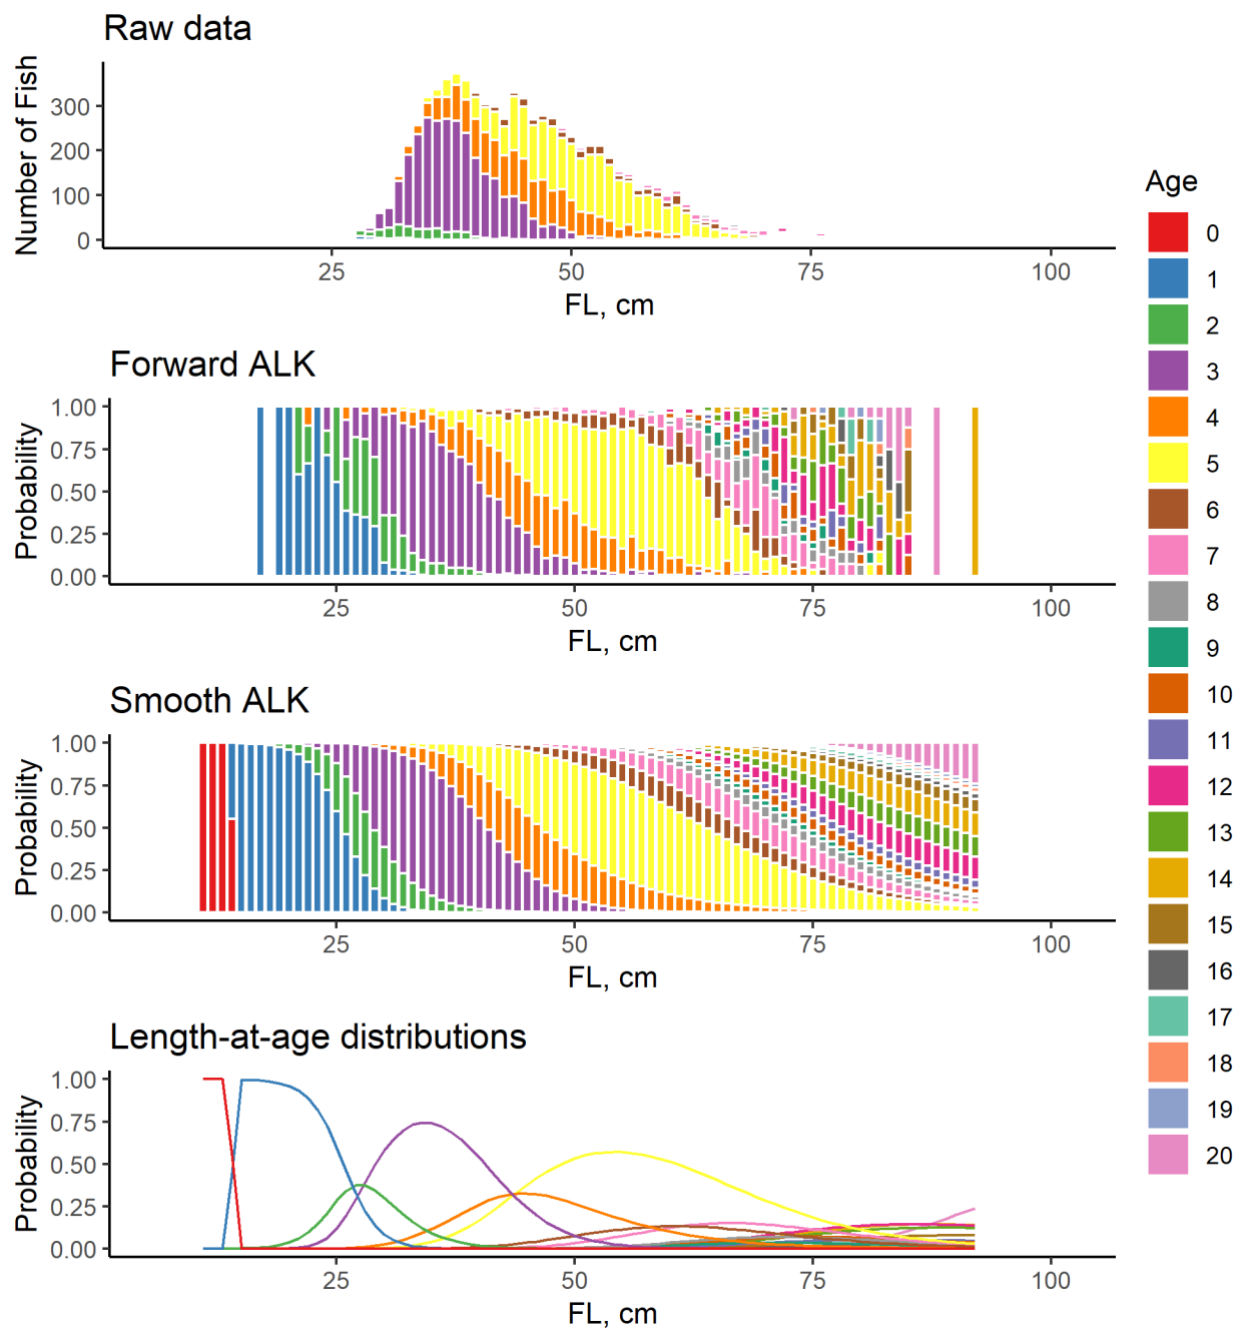 Raw data
Number of Fish
300
200
100
0
25 50 75 100
FL, cm
Forward ALK
Probability
1.00
0.75
0.50
0.25
0.00
25 50 75 100
FL, cm
Smooth ALK
Probability
1.00
0.75
0.50
0.25
0.00
25 50 75 100
FL, cm
Length-at-age distributions
Probability
1.00
0.75
0.50
0.25
0.00
25 50 75 100
FL, cm
Age
0
1
2
3
4
5
6
7
8
9
10
11
12
13
14
15
16
17
18
19
20